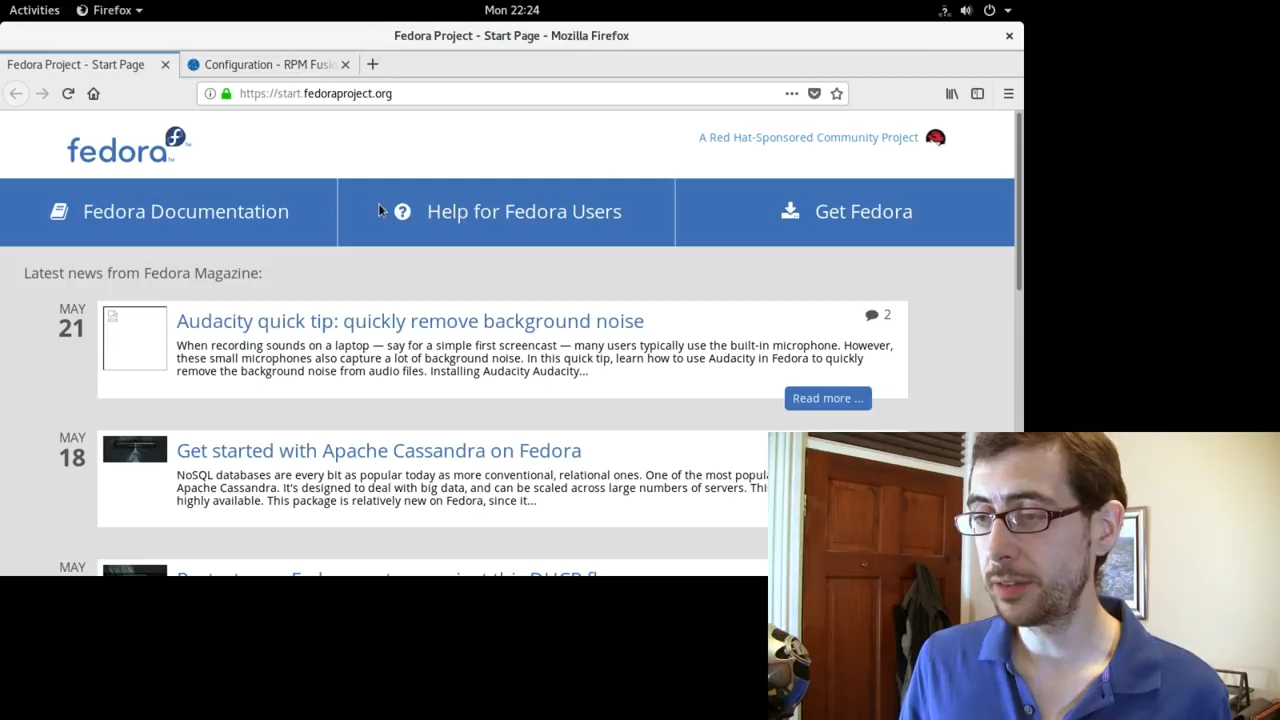 Activities Firefox Mon 22:24
Fedora Project - Start Page - Mozilla Firefox
Fedora Project - Start Page Configuration - RPM Fusi
https://start.fedoraproject.org
fedora
A Red Hat-Sponsored Community Project
Fedora Documentation Help for Fedora Users Get Fedora
Latest news from Fedora Magazine:
MAY
21
Audacity quick tip: quickly remove background noise
2
When recording sounds on a laptop — say for a simple first screencast — many users typically use the built-in microphone. However,
these small microphones also capture a lot of background noise. In this quick tip, learn how to use Audacity in Fedora to quickly
remove the background noise from audio files. Installing Audacity Audacity...
Read more ...
MAY
18
Get started with Apache Cassandra on Fedora
NoSQL databases are every bit as popular today as more conventional, relational ones. One of the most popula
Apache Cassandra. It's designed to deal with big data, and can be scaled across large numbers of servers. Thi
highly available. This package is relatively new on Fedora, since it...
MAY